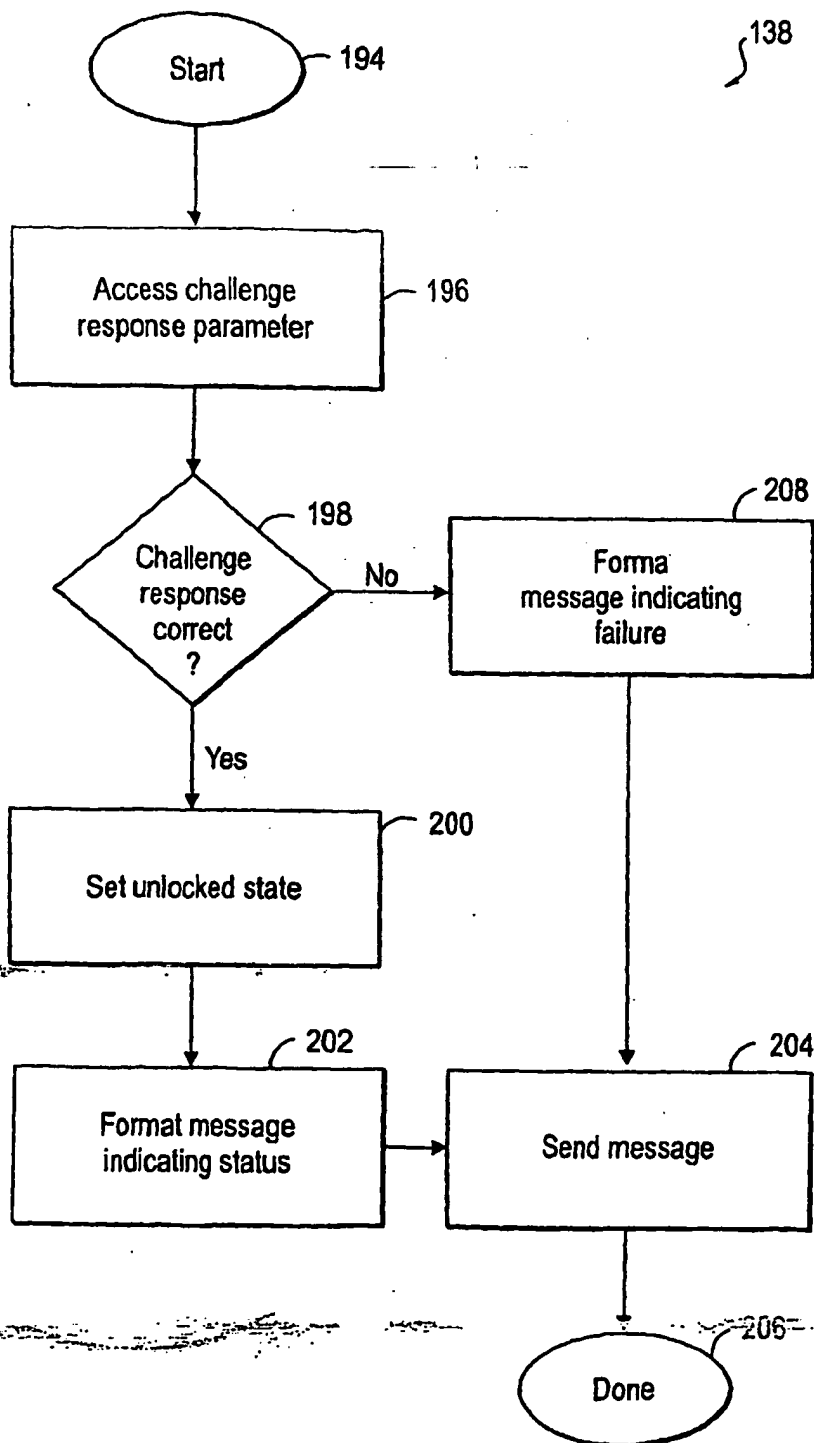 138
Start
194
Access challenge
response parameter
196
Challenge
response
correct
?
198
No
Forma
message indicating
failure
208
Yes
Set unlocked state
200
Format message
indicating status
202
Send message
204
Done
206